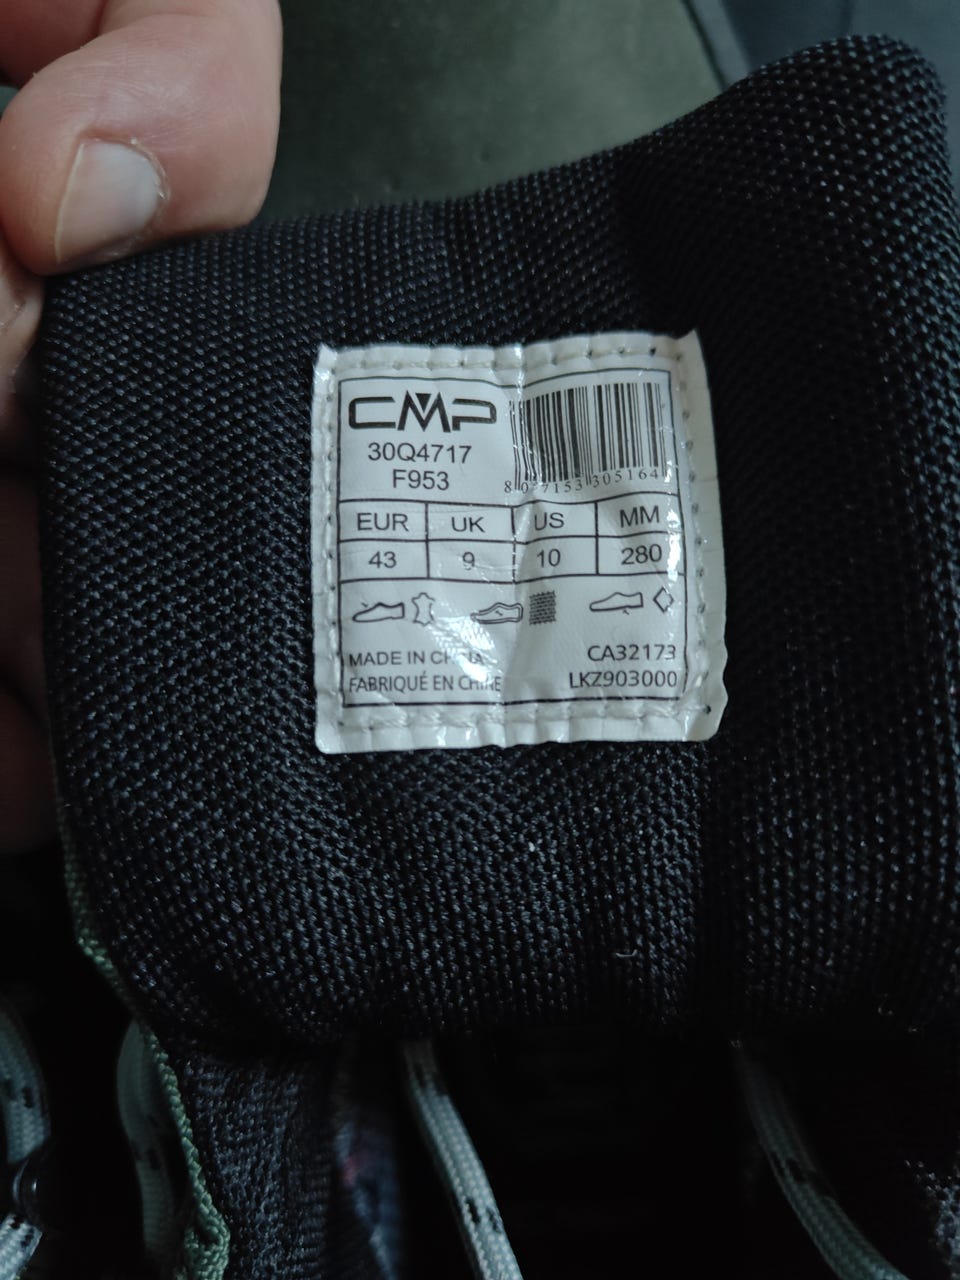 CMP
30Q4717
F953
EUR UK US MM
43 9 10 280
MADE IN CHINA
FABRIQUÉ EN CHINE
CA32173
LKZ903000
305164